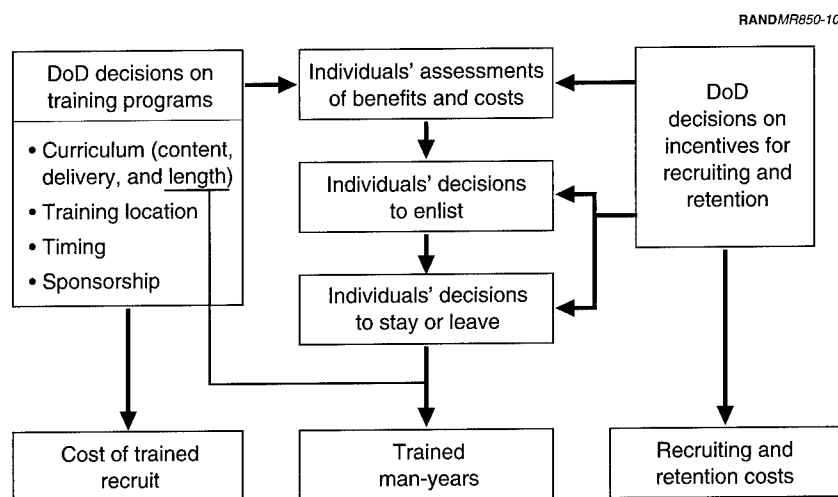 RANDMR850-10
DoD decisions on
training programs
• Curriculum (content,
delivery, and length)
• Training location
• Timing
• Sponsorship
Individuals’ assessments
of benefits and costs
Individuals’ decisions
to enlist
Individuals’ decisions
to stay or leave
DoD
decisions on
incentives for
recruiting and
retention
Cost of trained
recruit
Trained
man-years
Recruiting and
retention costs